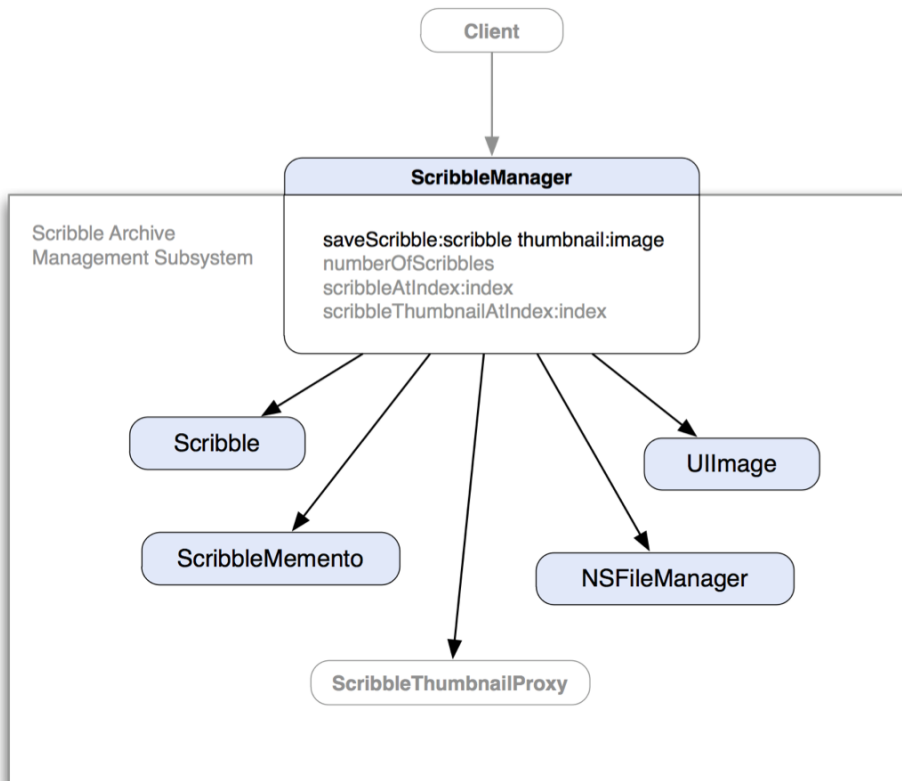 Client
ScribbleManager
Scribble Archive
Management Subsystem
saveScribble:scribble thumbnail:image
numberOfScribbles
scribbleAtIndex:index
scribbleThumbnailAtIndex:index
Scribble
UIImage
ScribbleMemento
NSFileManager
ScribbleThumbnailProxy